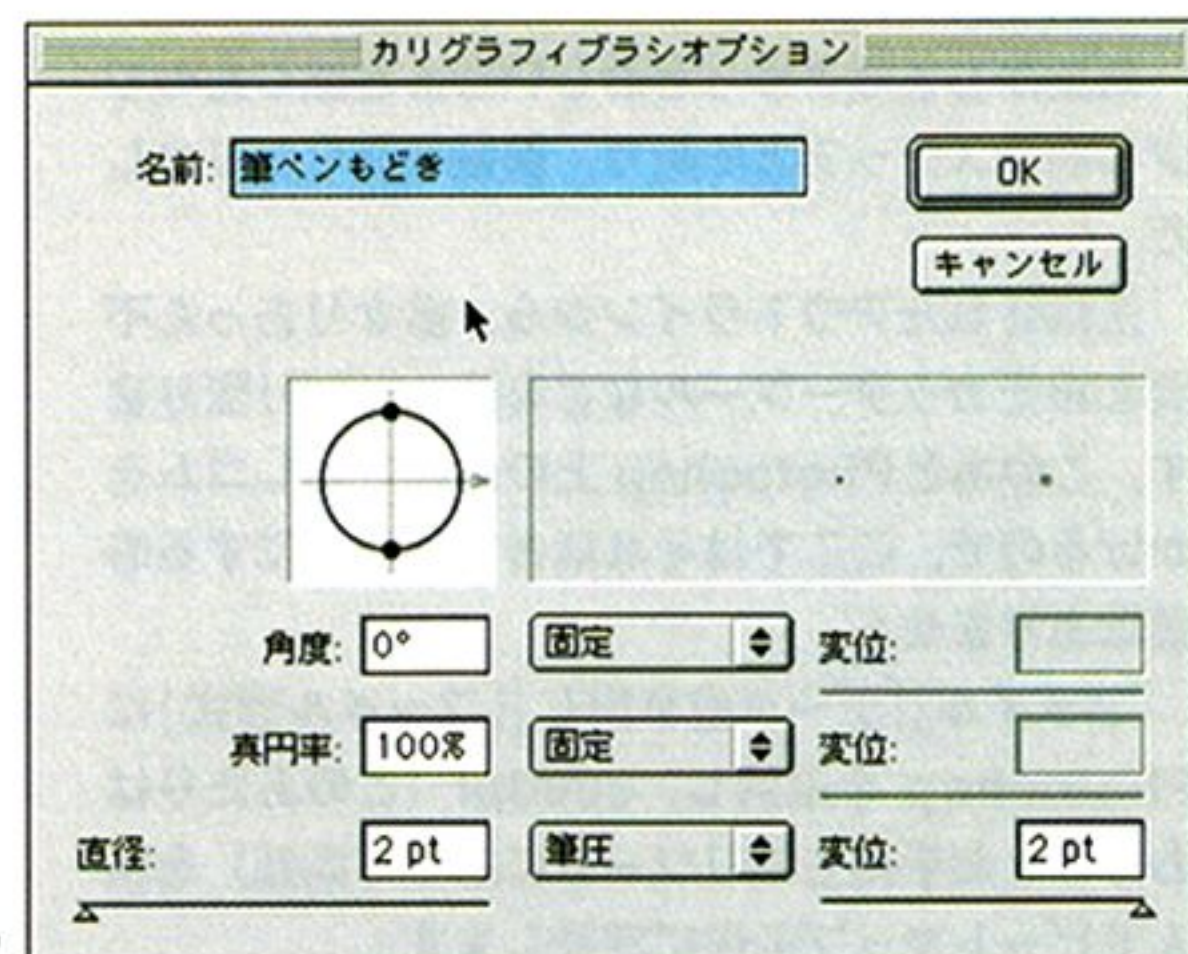 カリグラフィブラシオプション
名前: 筆ペンもどき
OK
キャンセル
角度: 0° 固定 変位:
真円率: 100% 固定 変位:
直径: 2 pt 筆圧 変位: 2 pt